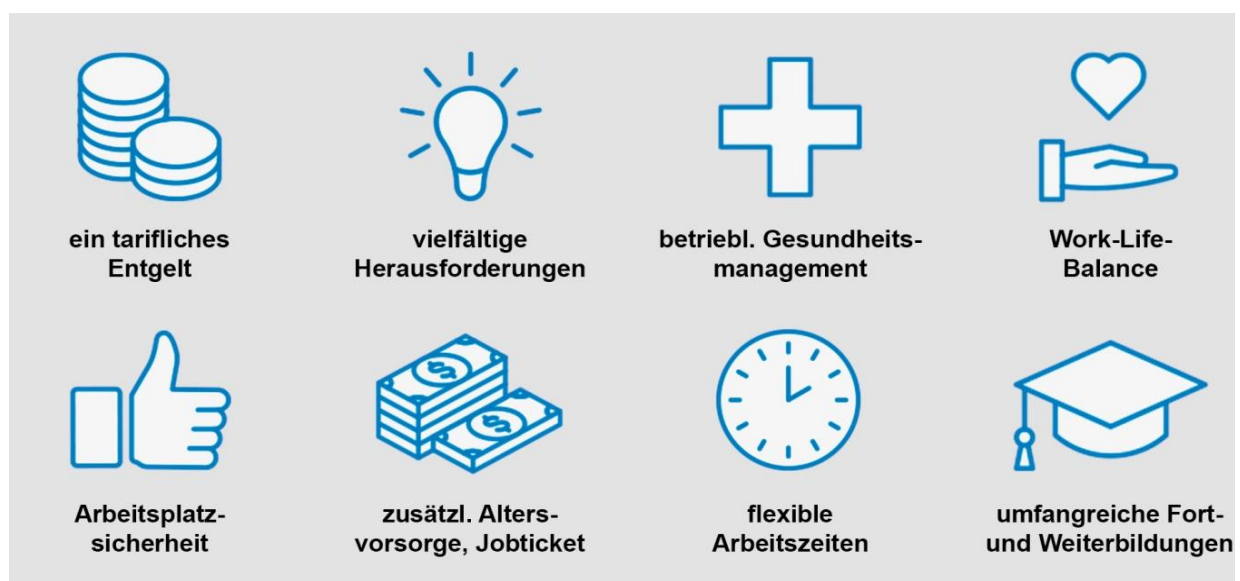 ein tarifliches
Entgelt
vielfältige
Herausforderungen
betriebl. Gesundheits-
management
Work-Life-
Balance
Arbeitsplatz-
sicherheit
zusätzl. Alters-
vorsorge, Jobticket
flexible
Arbeitszeiten
umfangreiche Fort-
und Weiterbildungen